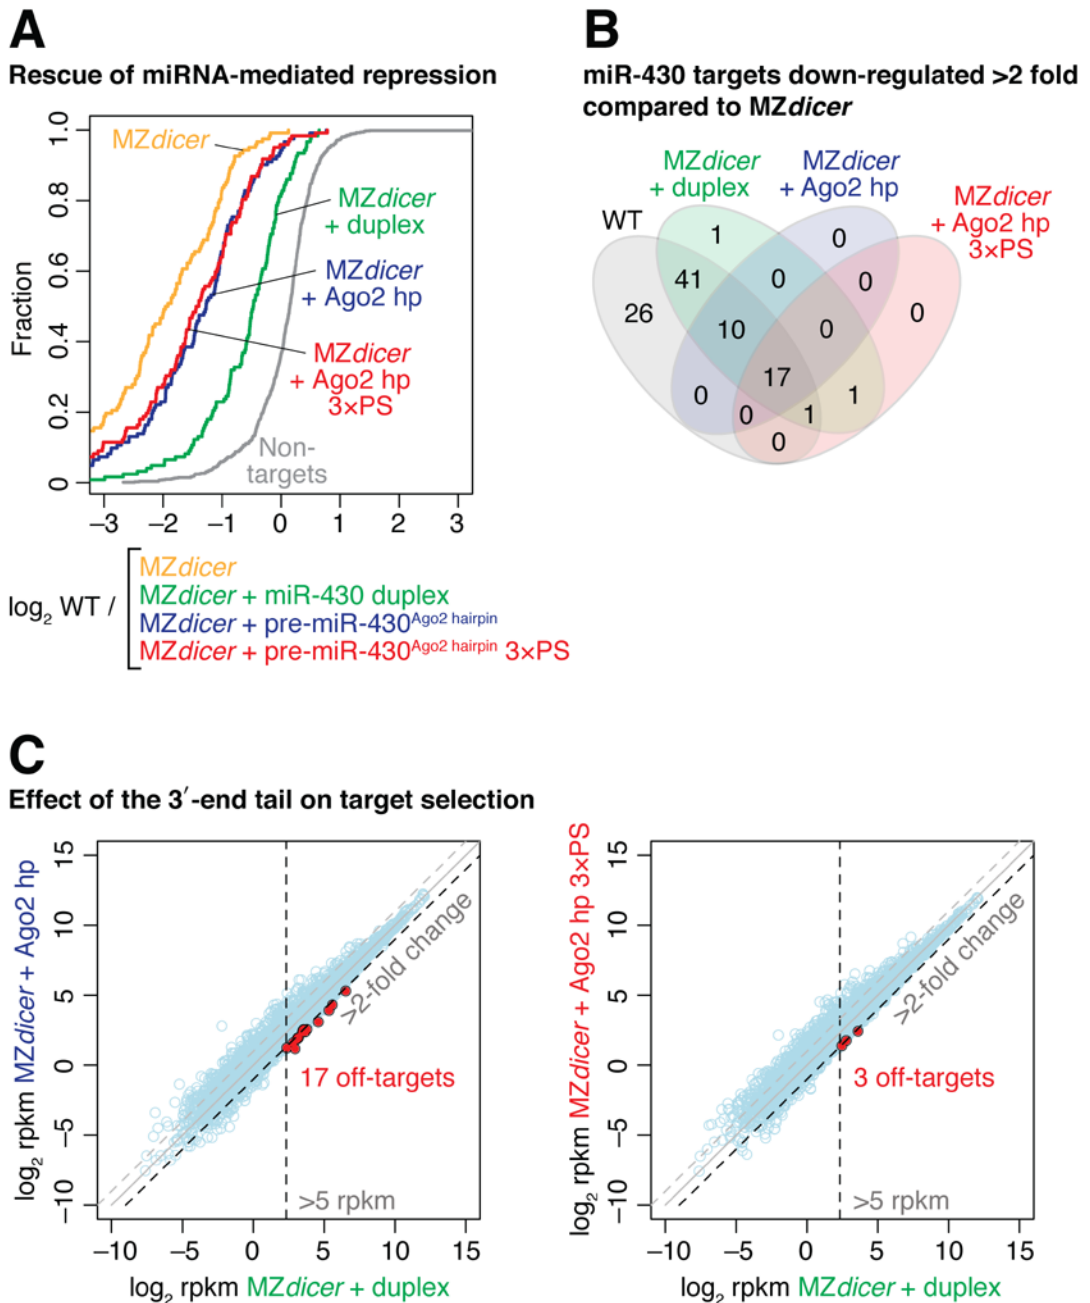 A
Rescue of miRNA-mediated repression
1.0
0.8
0.6
0.4
0.2
0
Fraction
MZdicer
MZdicer
+ duplex
MZdicer
+ Ago2 hp
MZdicer
+ Ago2 hp
3×PS
Non-
targets
−3 −2 −1 0 1 2 3
log2 WT /
MZdicer
MZdicer + miR-430 duplex
MZdicer + pre-miR-430Ago2 hairpin
MZdicer + pre-miR-430Ago2 hairpin 3×PS
B
miR-430 targets down-regulated >2 fold
compared to MZdicer
WT
MZdicer
+ duplex
MZdicer
+ Ago2 hp
MZdicer
+ Ago2 hp
3×PS
1 0
41 0 0
26 10 0 0
17
0 0 1 1
0
C
Effect of the 3′-end tail on target selection
log2 rpkm MZdicer + Ago2 hp
15
10
5
0
−5
−10
>2-fold change
17 off-targets
>5 rpkm
−10 −5 0 5 10 15
log2 rpkm MZdicer + duplex
log2 rpkm MZdicer + Ago2 hp 3×PS
15
10
5
0
−5
−10
>2-fold change
3 off-targets
>5 rpkm
−10 −5 0 5 10 15
log2 rpkm MZdicer + duplex